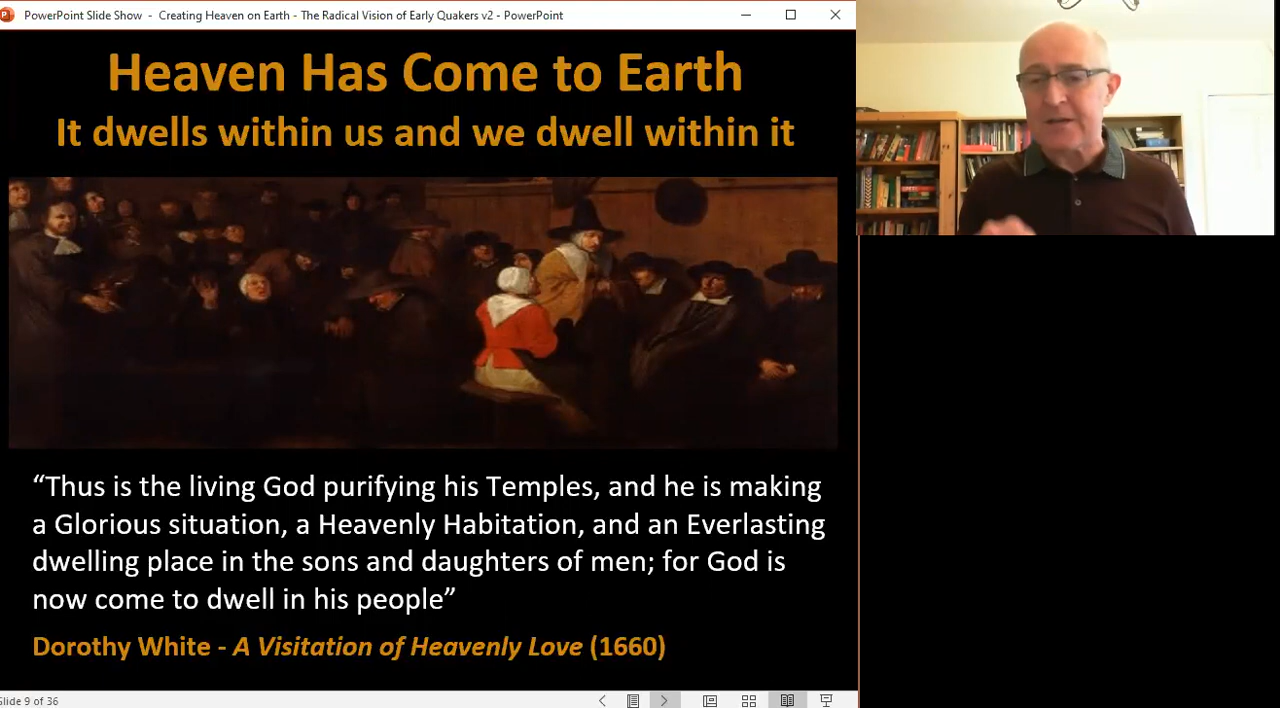 PowerPoint Slide Show - Creating Heaven on Earth - The Radical Vision of Early Quakers v2 - PowerPoint
Heaven Has Come to Earth
It dwells within us and we dwell within it
“Thus is the living God purifying his Temples, and he is making
a Glorious situation, a Heavenly Habitation, and an Everlasting
dwelling place in the sons and daughters of men; for God is
now come to dwell in his people”
Dorothy White - A Visitation of Heavenly Love (1660)
Slide 9 of 36